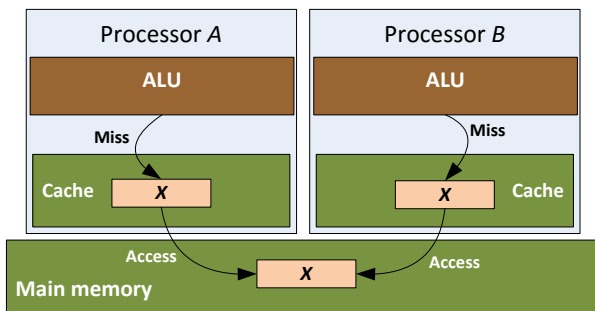 Processor A
Processor B
ALU
ALU
Miss
Miss
Cache
X
X
Cache
Access
X
Access
Main memory